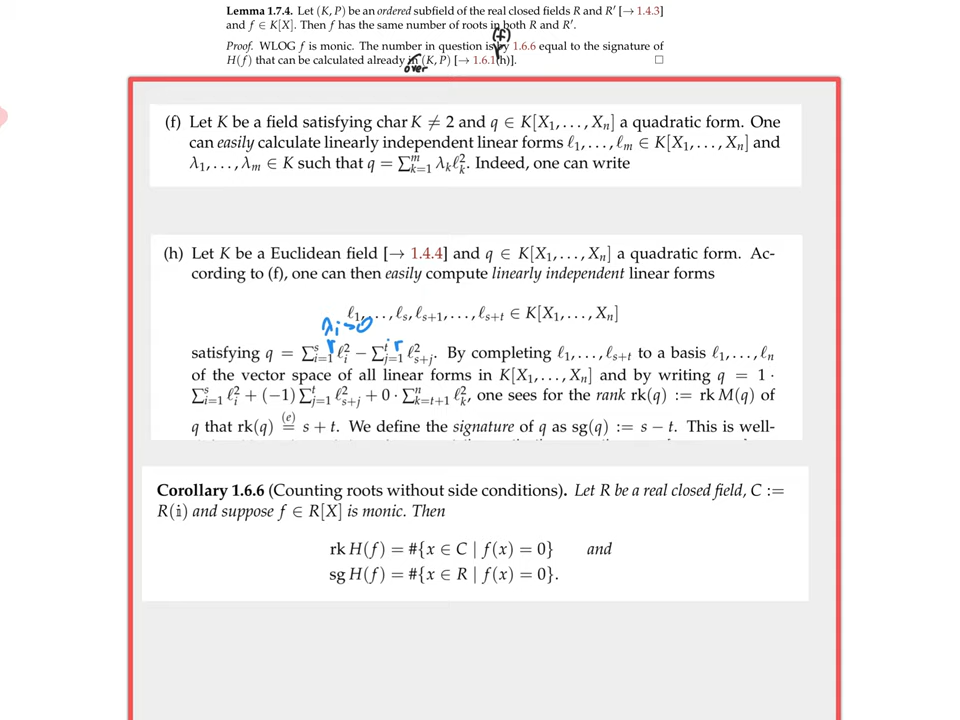 Lemma 1.7.4. Let (K, P) be an ordered subfield of the real closed fields R and R′ [→ 1.4.3]
and f ∈ K[X]. Then f has the same number of roots in both R and R′.
(f)
Proof. WLOG f is monic. The number in question is by 1.6.6 equal to the signature of
H(f) that can be calculated already in (K, P) [→ 1.6.1(h)]. □
over
(f) Let K be a field satisfying char K ≠ 2 and q ∈ K[X₁, . . . , Xₙ] a quadratic form. One
can easily calculate linearly independent linear forms ℓ₁, . . . , ℓₘ ∈ K[X₁, . . . , Xₙ] and
λ₁, . . . , λₘ ∈ K such that q = ∑ᵐₖ₌₁ λₖℓ²ₖ. Indeed, one can write
(h) Let K be a Euclidean field [→ 1.4.4] and q ∈ K[X₁, . . . , Xₙ] a quadratic form. Ac-
cording to (f), one can then easily compute linearly independent linear forms
ℓ₁, . . . , ℓₛ, ℓₛ₊₁, . . . , ℓₛ₊ₜ ∈ K[X₁, . . . , Xₙ]
satisfying q = ∑ˢᵢ₌₁ ℓ²ᵢ − ∑ᵗⱼ₌₁ ℓ²ₛ₊ⱼ. By completing ℓ₁, . . . , ℓₛ₊ₜ to a basis ℓ₁, . . . , ℓₙ
of the vector space of all linear forms in K[X₁, . . . , Xₙ] and by writing q = 1 ·
∑ˢᵢ₌₁ ℓ²ᵢ + (−1) ∑ᵗⱼ₌₁ ℓ²ₛ₊ⱼ + 0 · ∑ⁿₖ₌ₜ₊₁ ℓ²ₖ, one sees for the rank rk(q) := rk M(q) of
q that rk(q) (e)= s + t. We define the signature of q as sg(q) := s − t. This is well-
Corollary 1.6.6 (Counting roots without side conditions). Let R be a real closed field, C :=
R(i) and suppose f ∈ R[X] is monic. Then
rk H(f) = #{x ∈ C | f(x) = 0} and
sg H(f) = #{x ∈ R | f(x) = 0}.